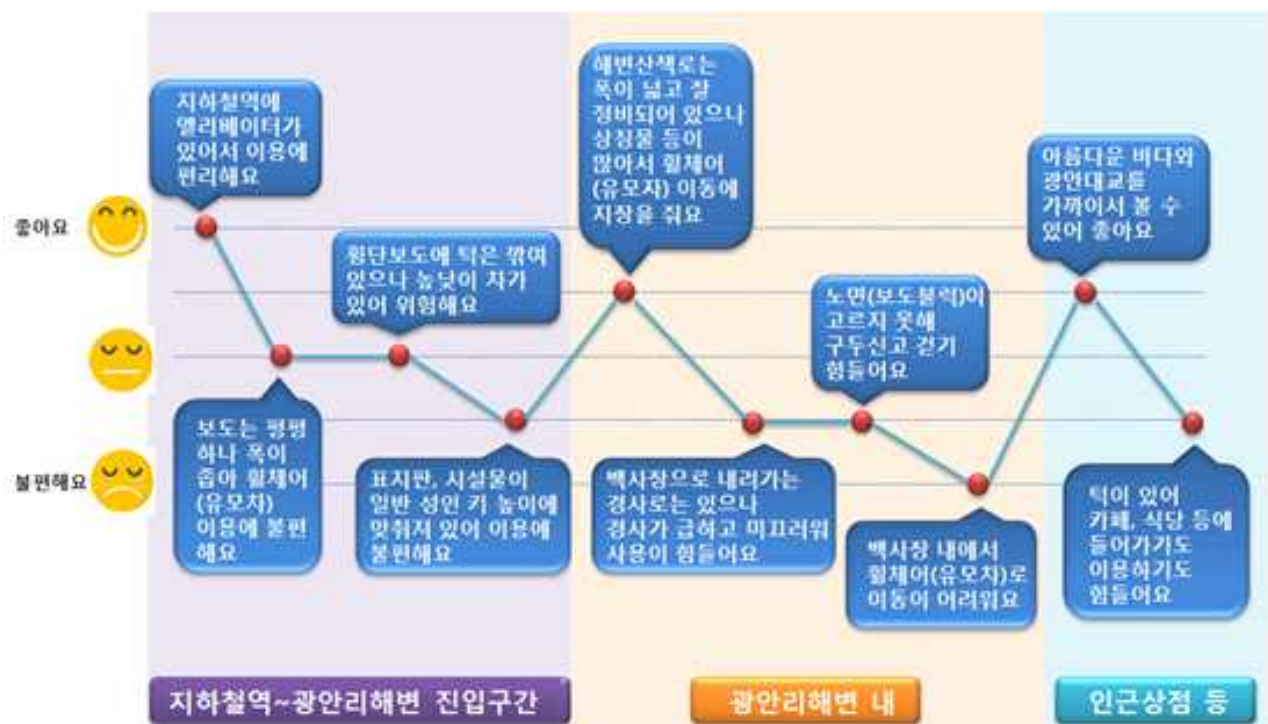 지하철역에
엘리베이터가
있어서 이용에
편리해요
보도는 평평
하나 폭이
좁아 휠체어
(유모차)
이용에 불편
해요
횡단보도에 턱은 깎여
있으나 높낮이 차가
있어 위험해요
표지판, 시설물이
일반 성인 키 높이에
맞춰져 있어 이용에
불편해요
해변산책로는
폭이 넓고 잘
정비되어 있으나
상징물 등이
많아서 휠체어
(유모차) 이동에
지장을 줘요
백사장으로 내려가는
경사로는 있으나
경사가 급하고 미끄러워
사용이 힘들어요
노면(보도블럭)이
고르지 못해
구두신고 걷기
힘들어요
백사장 내에서
휠체어(유모차)로
이동이 어려워요
아름다운 바다와
광안대교를
가까이서 볼 수
있어 좋아요
턱이 있어
카페, 식당 등에
들어가기도
이용하기도
힘들어요
좋아요
불편해요
지하철역~광안리해변 진입구간
광안리해변 내
인근상점 등